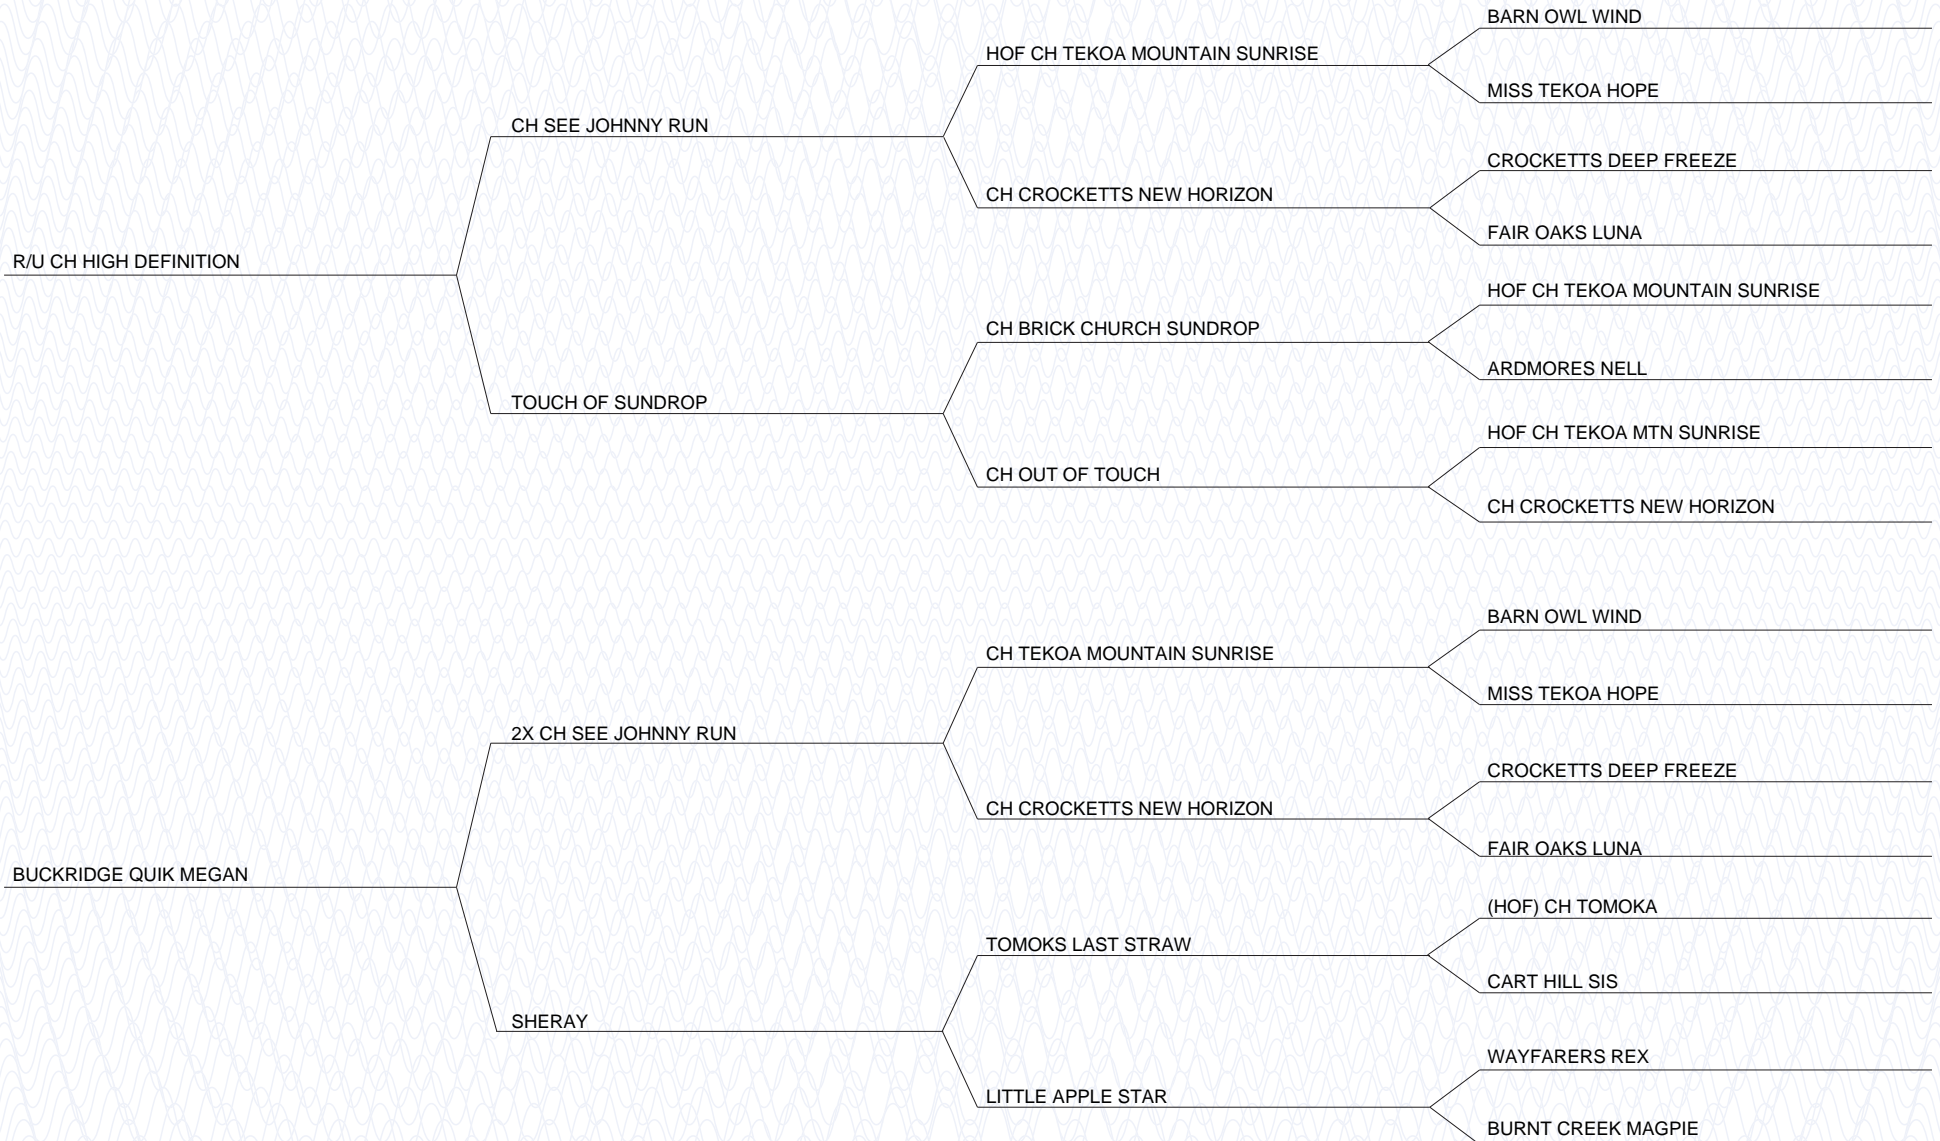 BARN OWL WIND
HOF CH TEKOA MOUNTAIN SUNRISE
MISS TEKOA HOPE
CH SEE JOHNNY RUN
CROCKETTS DEEP FREEZE
CH CROCKETTS NEW HORIZON
FAIR OAKS LUNA
R/U CH HIGH DEFINITION
HOF CH TEKOA MOUNTAIN SUNRISE
CH BRICK CHURCH SUNDROP
ARDMORES NELL
TOUCH OF SUNDROP
HOF CH TEKOA MTN SUNRISE
CH OUT OF TOUCH
CH CROCKETTS NEW HORIZON
BARN OWL WIND
CH TEKOA MOUNTAIN SUNRISE
MISS TEKOA HOPE
2X CH SEE JOHNNY RUN
CROCKETTS DEEP FREEZE
CH CROCKETTS NEW HORIZON
FAIR OAKS LUNA
BUCKRIDGE QUIK MEGAN
(HOF) CH TOMOKA
TOMOKS LAST STRAW
CART HILL SIS
SHERAY
WAYFARERS REX
LITTLE APPLE STAR
BURNT CREEK MAGPIE